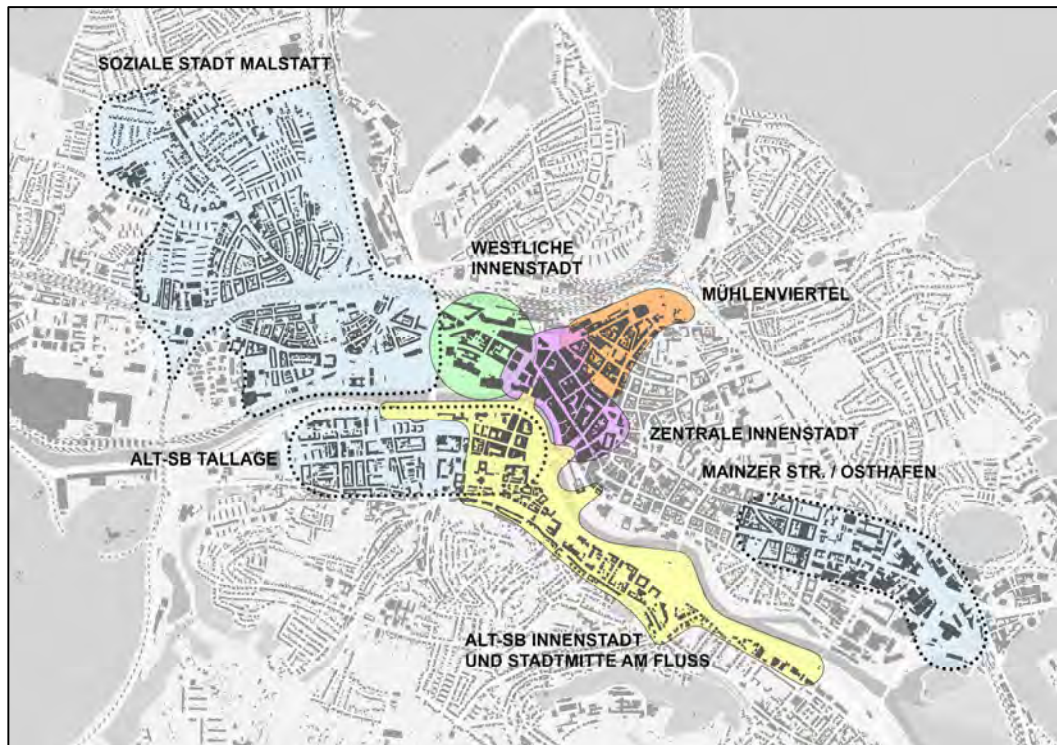 SOZIALE STADT MALSTATT
WESTLICHE
INNENSTADT
MÜHLENVIERTEL
ZENTRALE INNENSTADT
ALT-SB TALLAGE
MAINZER STR. / OSTHAFEN
ALT-SB INNENSTADT
UND STADTMITTE AM FLUSS